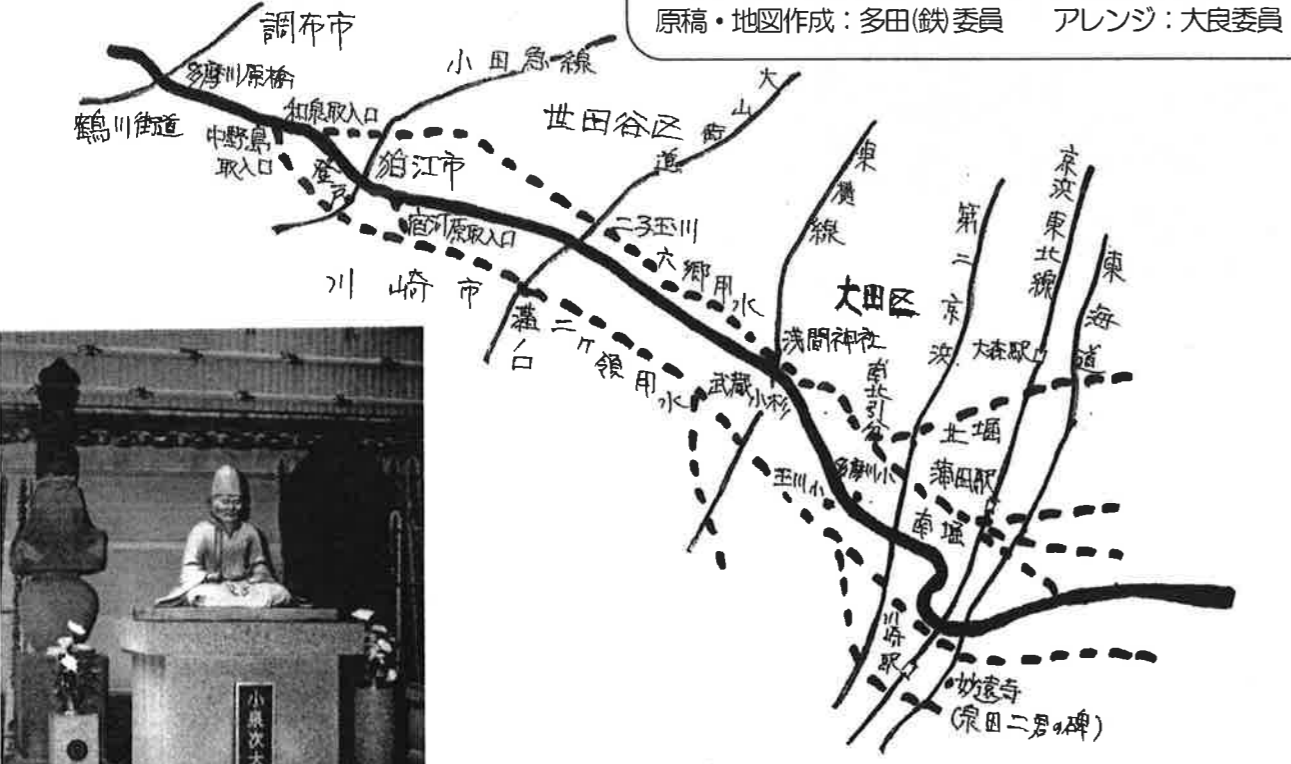 原稿・地図作成：多田(鉄)委員　アレンジ：大良委員
調布市
多摩川原橋
小田急線
大山街道
鶴川街道
和泉取入口
世田谷区
中野島
取入口
登戸
狛江市
東横線
京浜東北線
第二京浜
東海道
宿河原取入口
二子玉川
六郷用水
川崎市
大田区
溝口
二ケ領用水
浅間神社
大森駅
武蔵小杉
南北引分
北堀
玉川小
多摩川小
蒲田駅
南堀
川崎駅
妙遠寺
(泉田二君の碑)
小泉次大